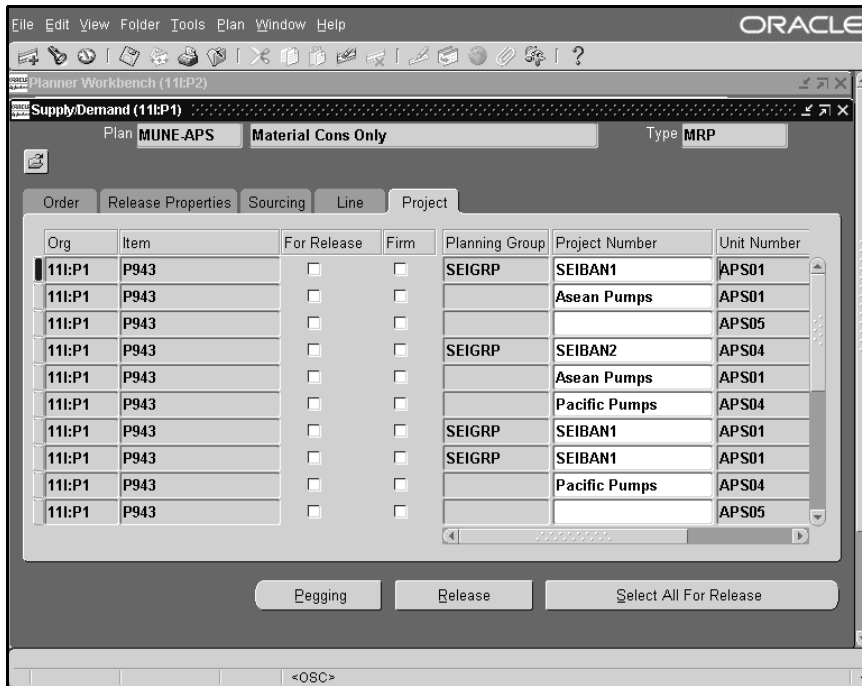 File Edit View Folder Tools Plan Window Help ORACLE
Planner Workbench (11I:P2)
Supply/Demand (11I:P1)
Plan MUNE-APS Material Cons Only Type MRP
Order Release Properties Sourcing Line Project
Org Item For Release Firm Planning Group Project Number Unit Number
11I:P1 P943 SEIGRP SEIBAN1 APS01
11I:P1 P943 Asean Pumps APS01
11I:P1 P943 APS05
11I:P1 P943 SEIGRP SEIBAN2 APS04
11I:P1 P943 Asean Pumps APS01
11I:P1 P943 Pacific Pumps APS04
11I:P1 P943 SEIGRP SEIBAN1 APS01
11I:P1 P943 SEIGRP SEIBAN1 APS01
11I:P1 P943 Pacific Pumps APS04
11I:P1 P943 APS05
Pegging Release Select All For Release
<OSC>